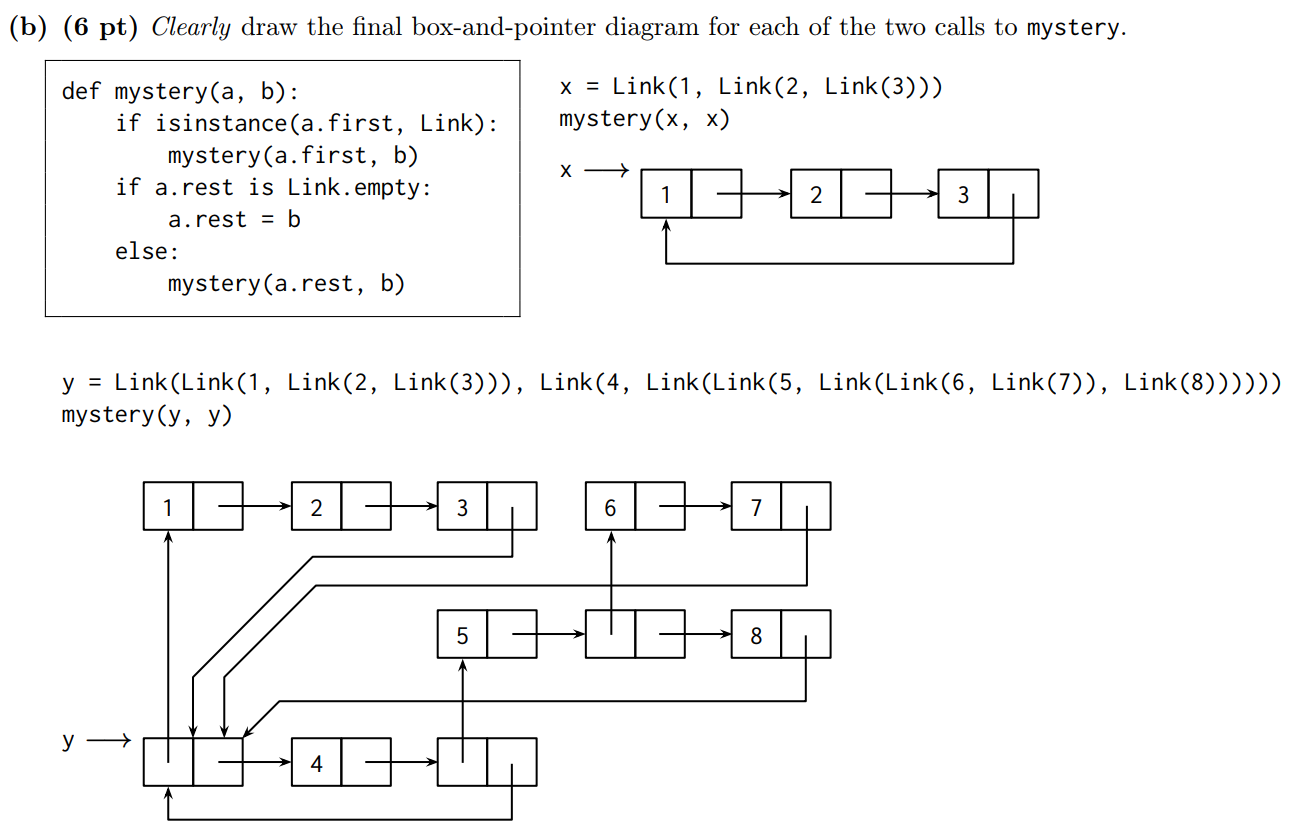 (b) (6 pt) Clearly draw the final box-and-pointer diagram for each of the two calls to mystery.
def mystery(a, b):
    if isinstance(a.first, Link):
        mystery(a.first, b)
    if a.rest is Link.empty:
        a.rest = b
    else:
        mystery(a.rest, b)
x = Link(1, Link(2, Link(3)))
mystery(x, x)
x
1 2 3
y = Link(Link(1, Link(2, Link(3))), Link(4, Link(Link(5, Link(Link(6, Link(7)), Link(8))))))
mystery(y, y)
1 2 3 6 7
5 8
y
4